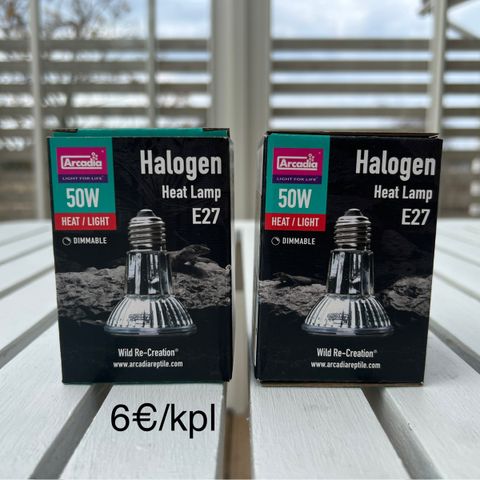 Arcadia
LIGHT FOR LIFE
50W
HEAT / LIGHT
DIMMABLE
Halogen
Heat Lamp
E27
Wild Re-Creation®
www.arcadiareptile.com
Arcadia
LIGHT FOR LIFE
50W
HEAT / LIGHT
DIMMABLE
Halogen
Heat Lamp
E27
Wild Re-Creation®
www.arcadiareptile.com
6€/kpl